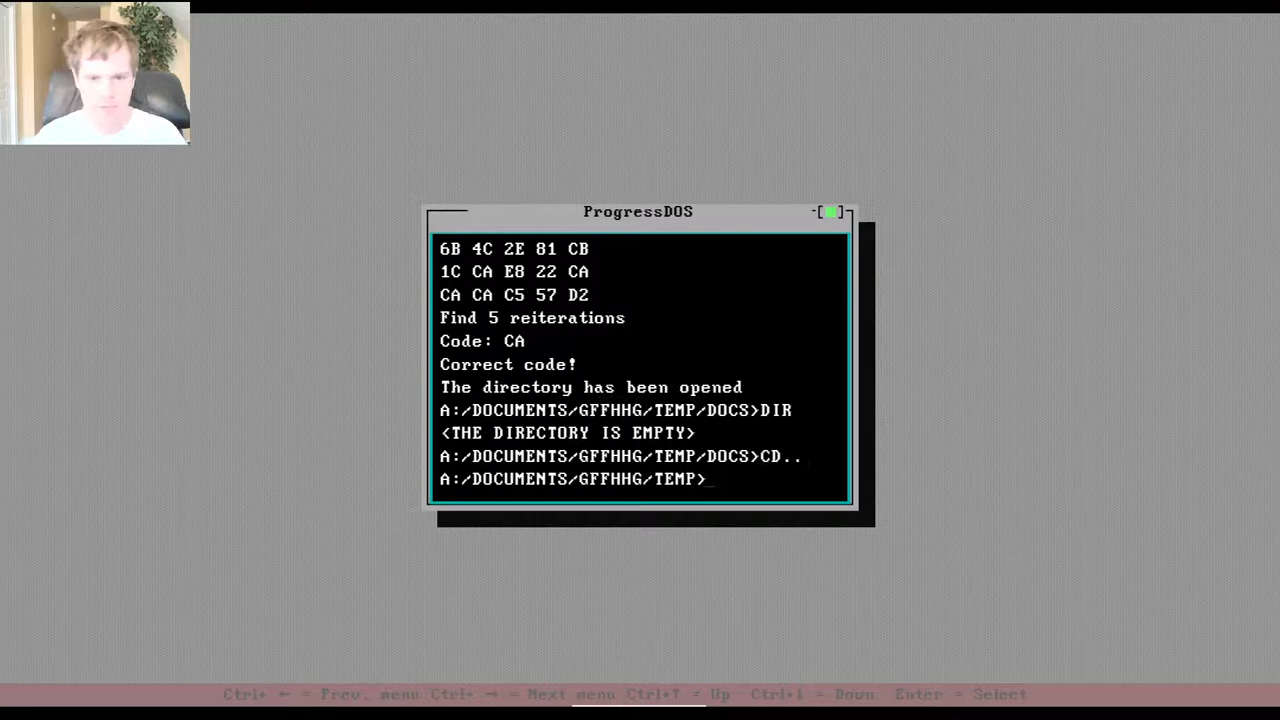 ProgressDOS
6B 4C 2E 81 CB
1C CA E8 22 CA
CA CA C5 57 D2
Find 5 reiterations
Code: CA
Correct code!
The directory has been opened
A:/DOCUMENTS/GFFHHG/TEMP/DOCS>DIR
<THE DIRECTORY IS EMPTY>
A:/DOCUMENTS/GFFHHG/TEMP/DOCS>CD..
A:/DOCUMENTS/GFFHHG/TEMP>_
Ctrl+ ← = Prev. menu Ctrl+ → = Next menu Ctrl+↑ = Up Ctrl+↓ = Down Enter = Select